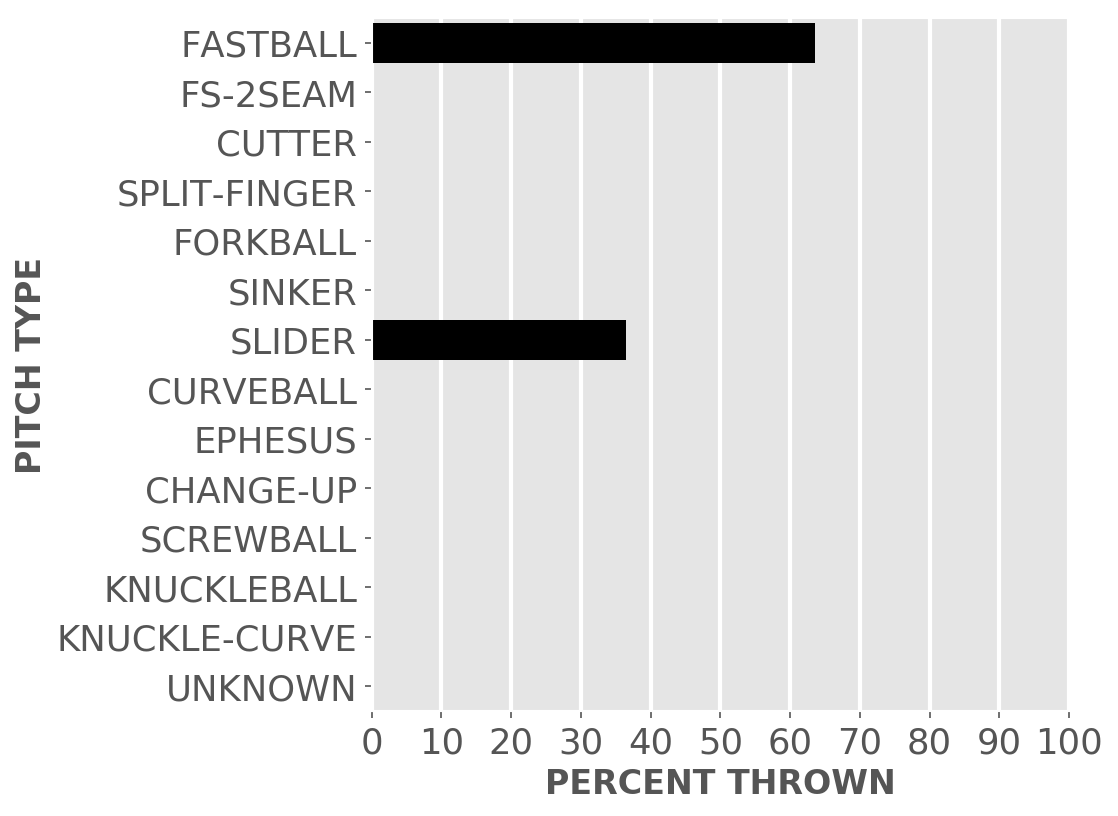 FASTBALL
FS-2SEAM
CUTTER
SPLIT-FINGER
FORKBALL
SINKER
SLIDER
CURVEBALL
EPHESUS
CHANGE-UP
SCREWBALL
KNUCKLEBALL
KNUCKLE-CURVE
UNKNOWN
PITCH TYPE
0 10 20 30 40 50 60 70 80 90 100
PERCENT THROWN